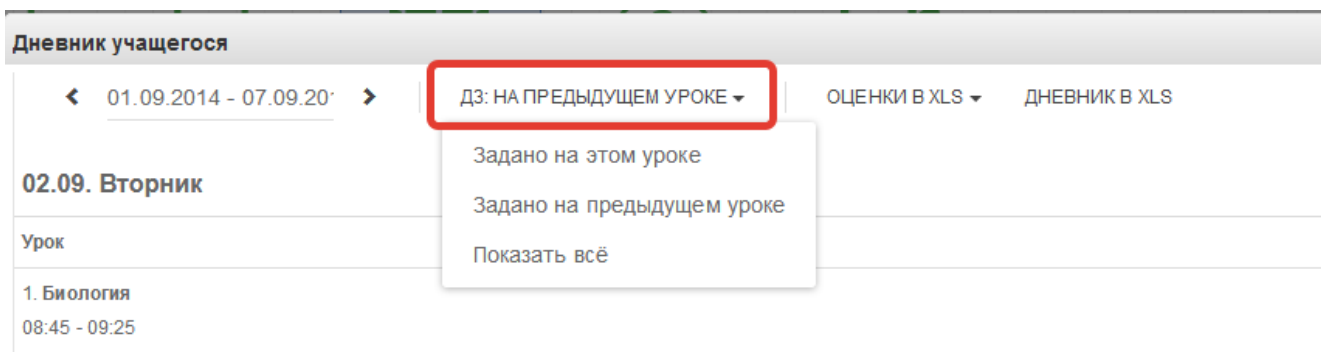 Дневник учащегося
01.09.2014 - 07.09.20 ДЗ: НА ПРЕДЫДУЩЕМ УРОКЕ ОЦЕНКИ В XLS ДНЕВНИК В XLS
Задано на этом уроке
02.09. Вторник
Задано на предыдущем уроке
Урок
Показать всё
1. Биология
08:45 - 09:25